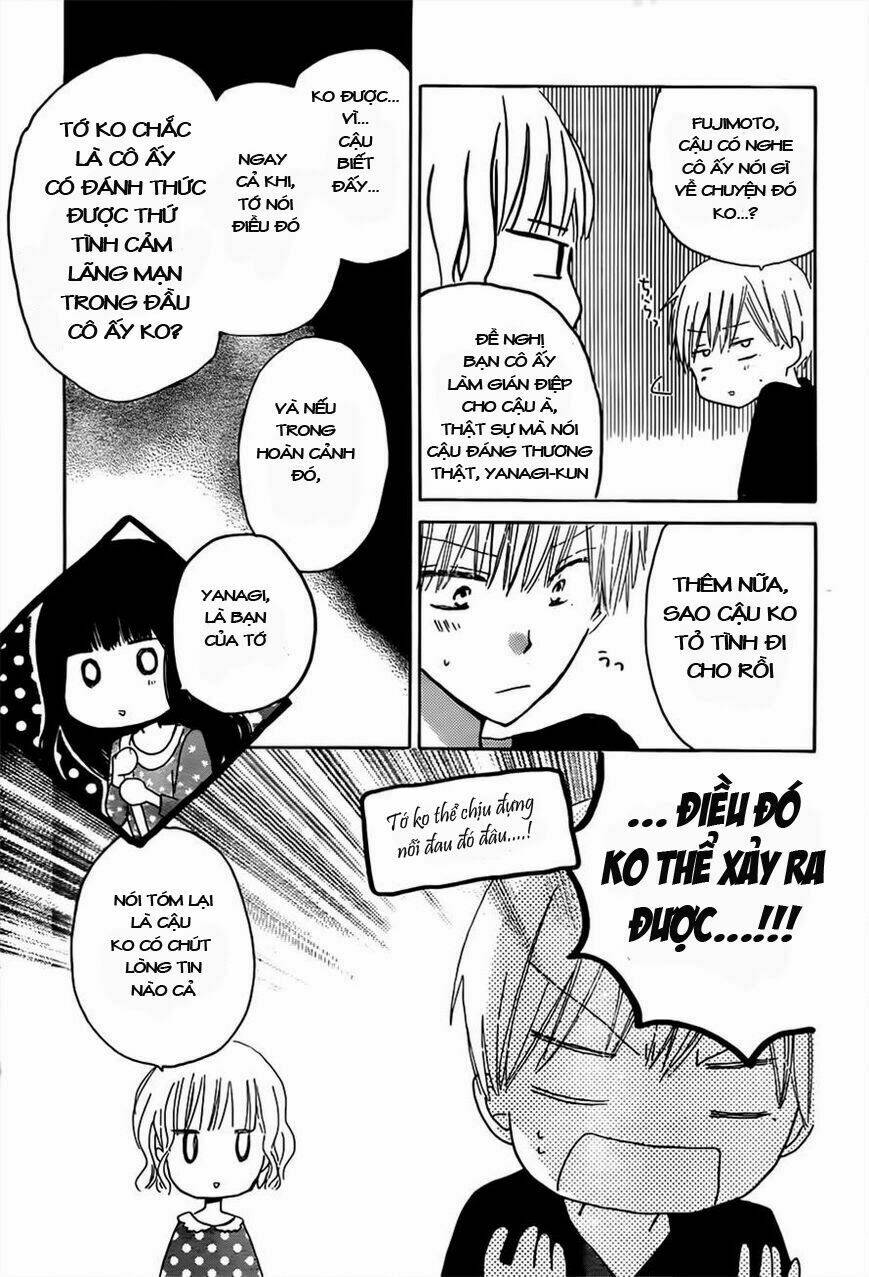 FUJIMOTO,
CẬU CÓ NGHE
CÔ ẤY NÓI GÌ
VỀ CHUYỆN ĐÓ
KO...?
ĐỀ NGHỊ
BẠN CÔ ẤY
LÀM GIÁN ĐIỆP
CHO CẬU À,
THẬT SỰ MÀ NÓI
CẬU ĐÁNG THƯƠNG
THẬT, YANAGI-KUN
KO ĐƯỢC...
VÌ...
CẬU
BIẾT
ĐẤY...
NGAY
CẢ KHI,
TỚ NÓI
ĐIỀU ĐÓ
TỚ KO CHẮC
LÀ CÔ ẤY
CÓ ĐÁNH THỨC
ĐƯỢC THỨ
TÌNH CẢM
LÃNG MẠN
TRONG ĐẦU
CÔ ẤY KO?
THÊM NỮA,
SAO CẬU KO
TỎ TÌNH ĐI
CHO RỒI
うっ
VÀ NẾU
TRONG
HOÀN CẢNH
ĐÓ,
YANAGI,
LÀ BẠN
CỦA TỚ
... ĐIỀU ĐÓ
KO THỂ XẢY RA
ĐƯỢC...!!!
Tớ ko thể chịu đựng
nỗi đau đó đâu....!
NÓI TÓM LẠI
LÀ CẬU
KO CÓ CHÚT
LÒNG TIN
NÀO CẢ